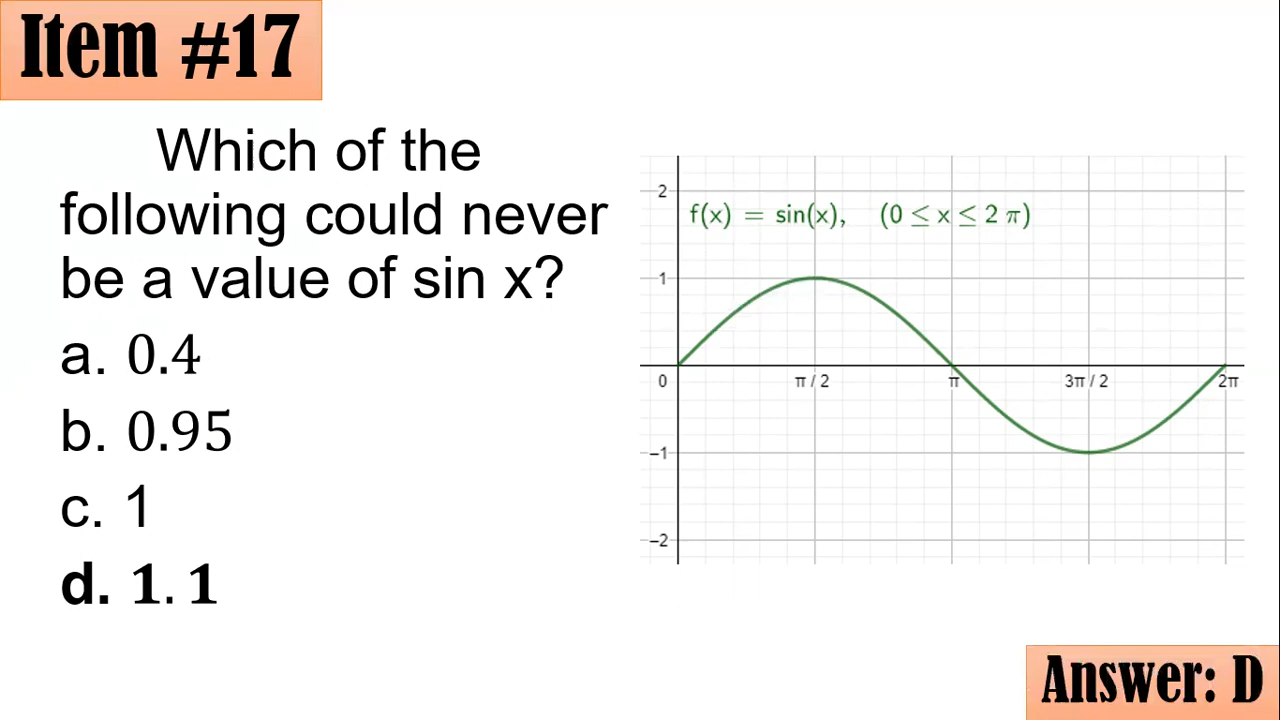 Item #17
Which of the
following could never
be a value of sin x?
a. 0.4
b. 0.95
c. 1
d. 1.1
2
f(x) = sin(x), (0 ≤ x ≤ 2 π)
1
0
π / 2
π
3π / 2
2π
−1
−2
Answer: D